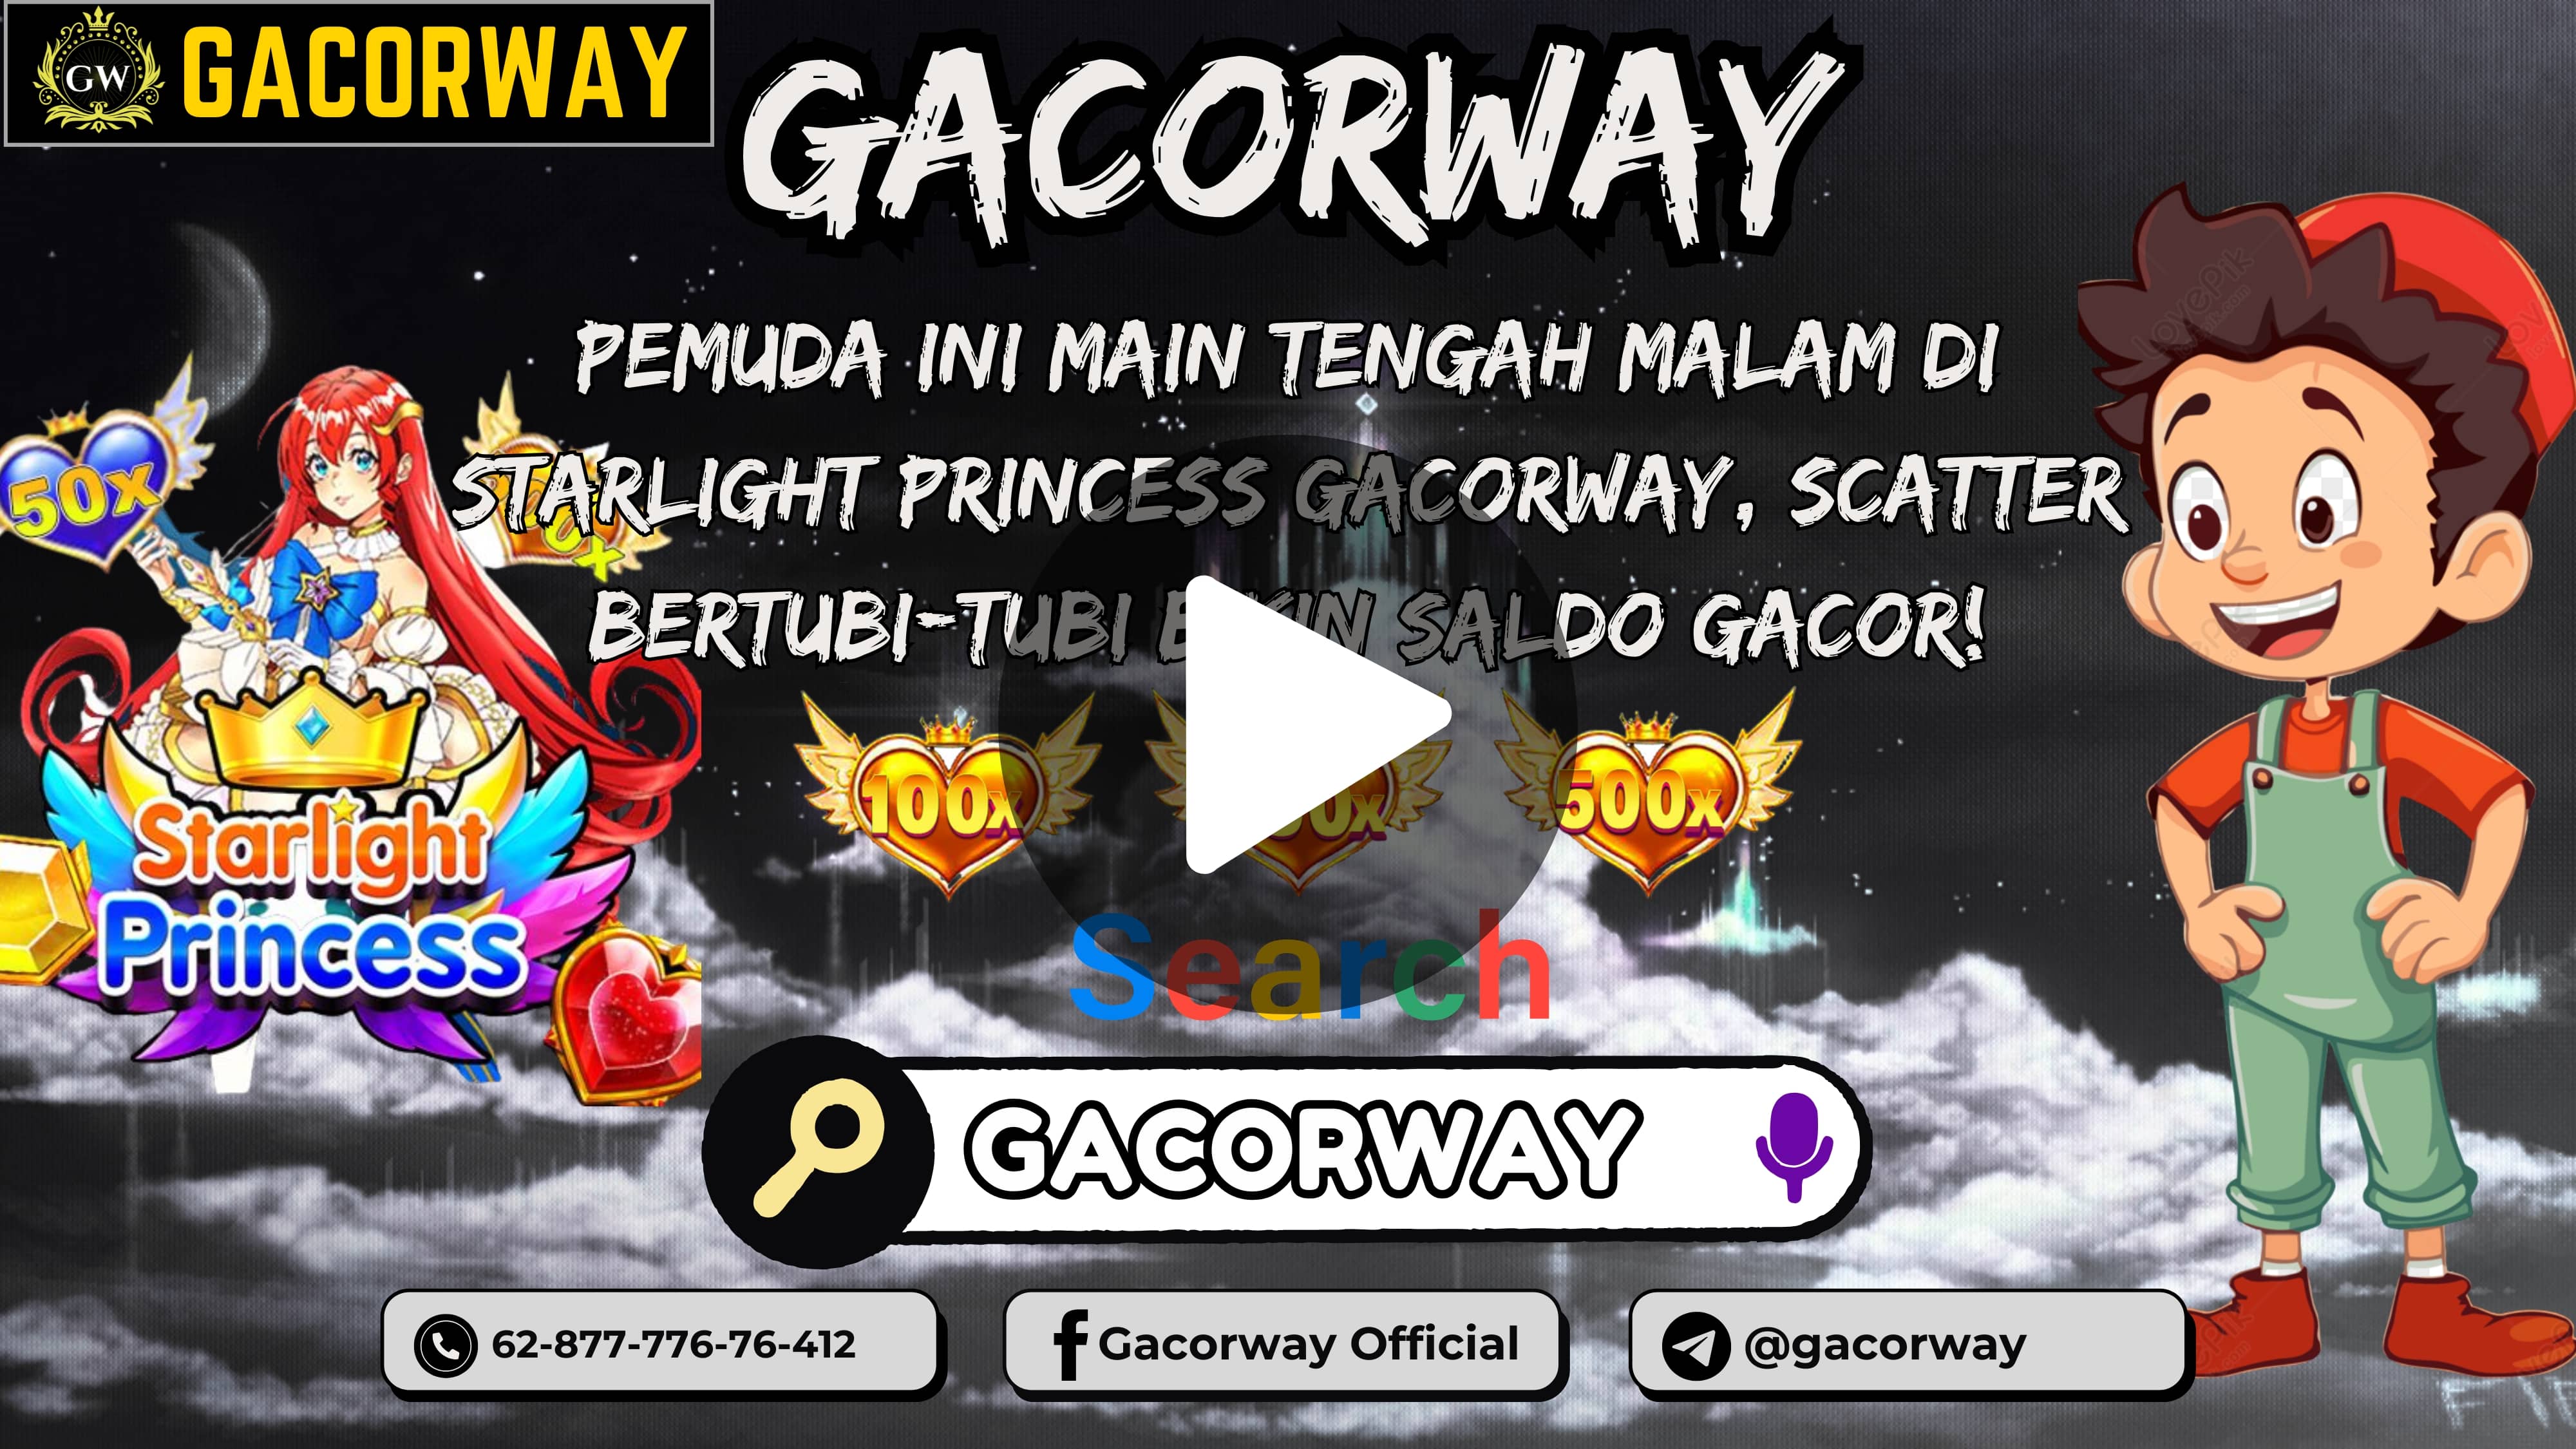 GW GACORWAY
GACORWAY
PEMUDA INI MAIN TENGAH MALAM DI
STARLIGHT PRINCESS GACORWAY, SCATTER
BERTUBI-TUBI SALDO GACOR!
50x
100x
500x
Starlight
Princess
Search
GACORWAY
62-877-776-76-412
Gacorway Official
@gacorway